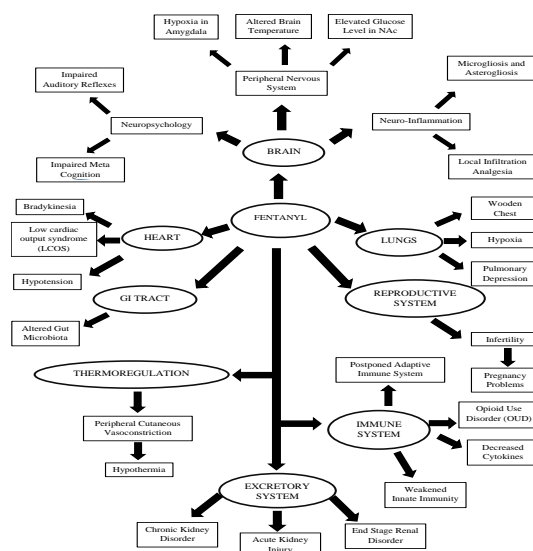 Hypoxia in
Amygdala
Altered Brain
Temperature
Elevated Glucose
Level in NAc
Impaired
Auditory Reflexes
Peripheral Nervous
System
Microgliosis and
Asterogliosis
Neuropsychology
Neuro-Inflammation
BRAIN
Impaired Meta
Cognition
Local Infiltration
Analgesia
Bradykinesia
FENTANYL
Wooden
Chest
Low cardiac
output syndrome
(LCOS)
HEART
LUNGS
Hypoxia
Hypotension
Pulmonary
Depression
GI TRACT
REPRODUCTIVE
SYSTEM
Altered Gut
Microbiota
Infertility
THERMOREGULATION
Postponed Adaptive
Immune System
Pregnancy
Problems
Peripheral Cutaneous
Vasoconstriction
IMMUNE
SYSTEM
Opioid Use
Disorder (OUD)
Decreased
Cytokines
Hypothermia
EXCRETORY
SYSTEM
Weakened
Innate Immunity
Chronic Kidney
Disorder
Acute Kidney
Injury
End Stage Renal
Disorder